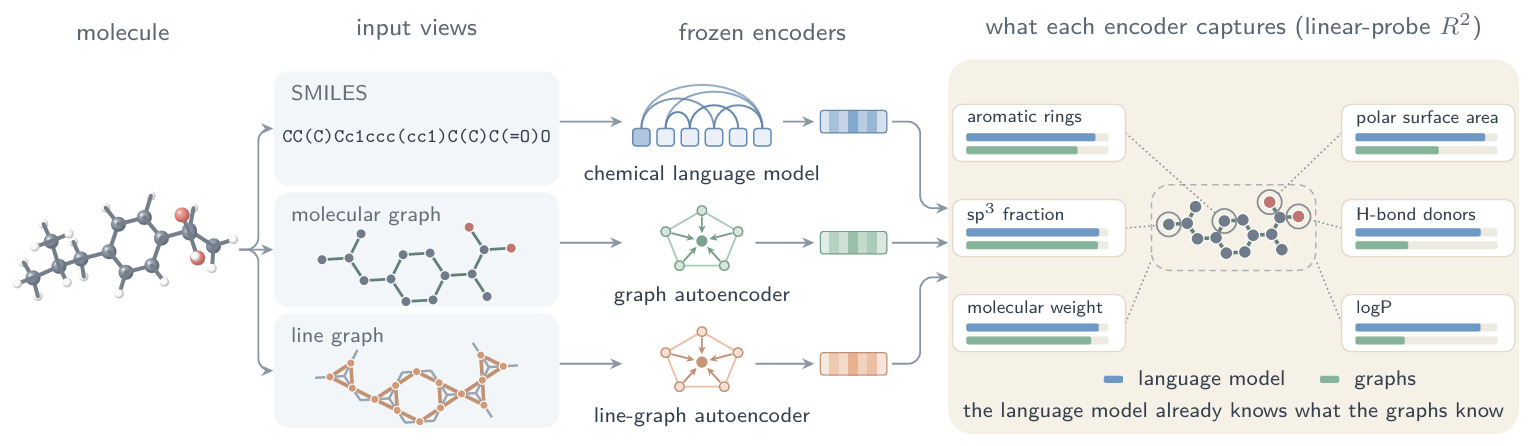 molecule
input views
frozen encoders
what each encoder captures (linear-probe R²)
SMILES
CC(C)Cc1ccc(cc1)C(C)C(=O)O
chemical language model
molecular graph
graph autoencoder
line graph
line-graph autoencoder
aromatic rings
polar surface area
sp³ fraction
H-bond donors
molecular weight
logP
language model
graphs
the language model already knows what the graphs know